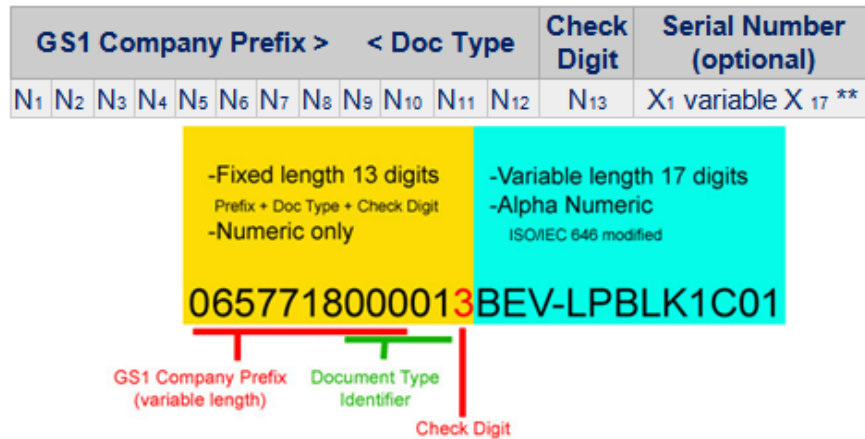 GS1 Company Prefix > < Doc Type Check Digit Serial Number (optional)
N1 N2 N3 N4 N5 N6 N7 N8 N9 N10 N11 N12 N13 X1 variable X 17 **
-Fixed length 13 digits
Prefix + Doc Type + Check Digit
-Numeric only
-Variable length 17 digits
-Alpha Numeric
ISO/IEC 646 modified
0657718000013BEV-LPBLK1C01
GS1 Company Prefix
(variable length)
Document Type
Identifier
Check Digit